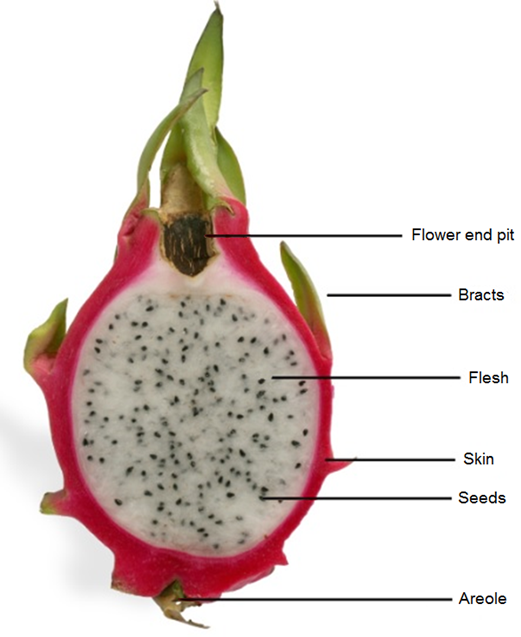 Flower end pit
Bracts
Flesh
Skin
Seeds
Areole